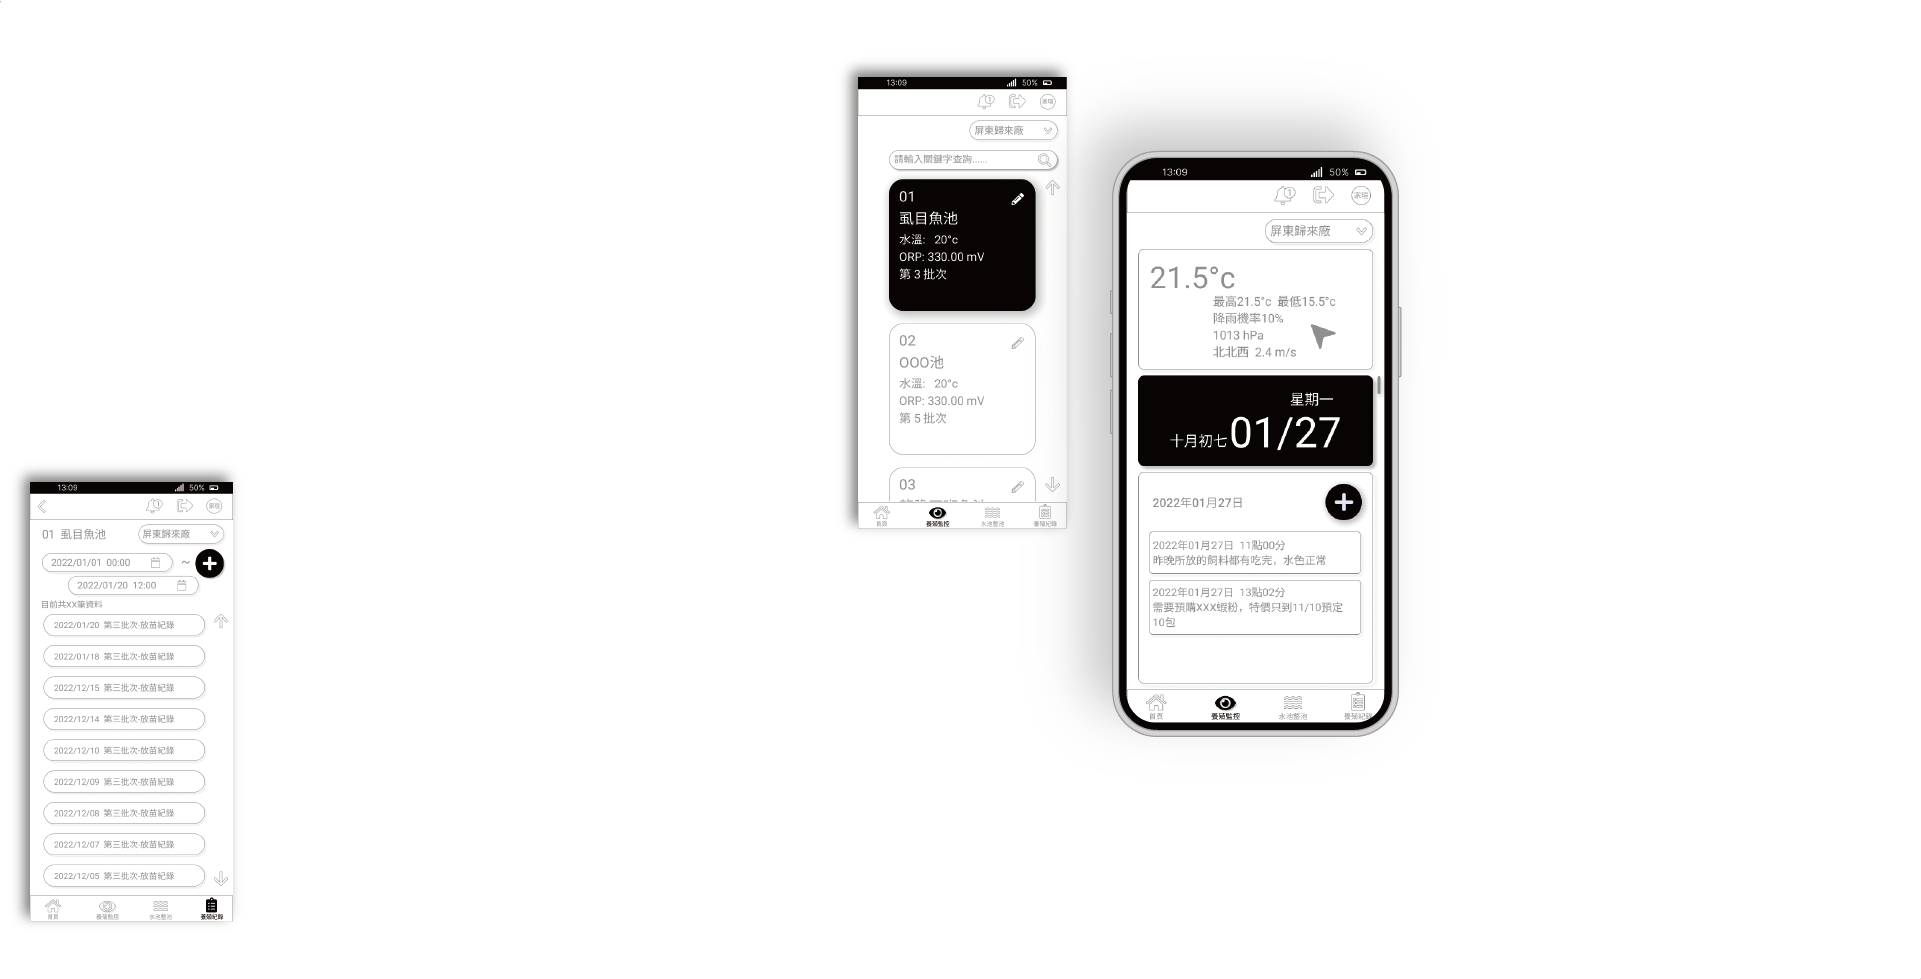 13:09 50%
1 家瑄
01 虱目魚池 屏東歸來廠
2022/01/01 00:00 ~
2022/01/20 12:00
目前共XX筆資料
2022/01/20 第三批次-放苗紀錄
2022/01/18 第三批次-放苗紀錄
2022/12/15 第三批次-放苗紀錄
2022/12/14 第三批次-放苗紀錄
2022/12/10 第三批次-放苗紀錄
2022/12/09 第三批次-放苗紀錄
2022/12/08 第三批次-放苗紀錄
2022/12/07 第三批次-放苗紀錄
2022/12/05 第三批次-放苗紀錄
首頁 養殖監控 水池整池 養殖紀錄
13:09 50%
1 家瑄
屏東歸來廠
請輸入關鍵字查詢......
01
虱目魚池
水溫: 20°c
ORP: 330.00 mV
第 3 批次
02
OOO池
水溫: 20°c
ORP: 330.00 mV
第 5 批次
03
首頁 養殖監控 水池整池 養殖紀錄
13:09 50%
1 家瑄
屏東歸來廠
21.5°c
最高21.5°c 最低15.5°c
降雨機率10%
1013 hPa
北北西 2.4 m/s
星期一
十月初七 01/27
2022年01月27日
2022年01月27日 11點00分
昨晚所放的飼料都有吃完，水色正常
2022年01月27日 13點02分
需要預購XXX蝦粉，特價只到11/10預定
10包
首頁 養殖監控 水池整池 養殖紀錄